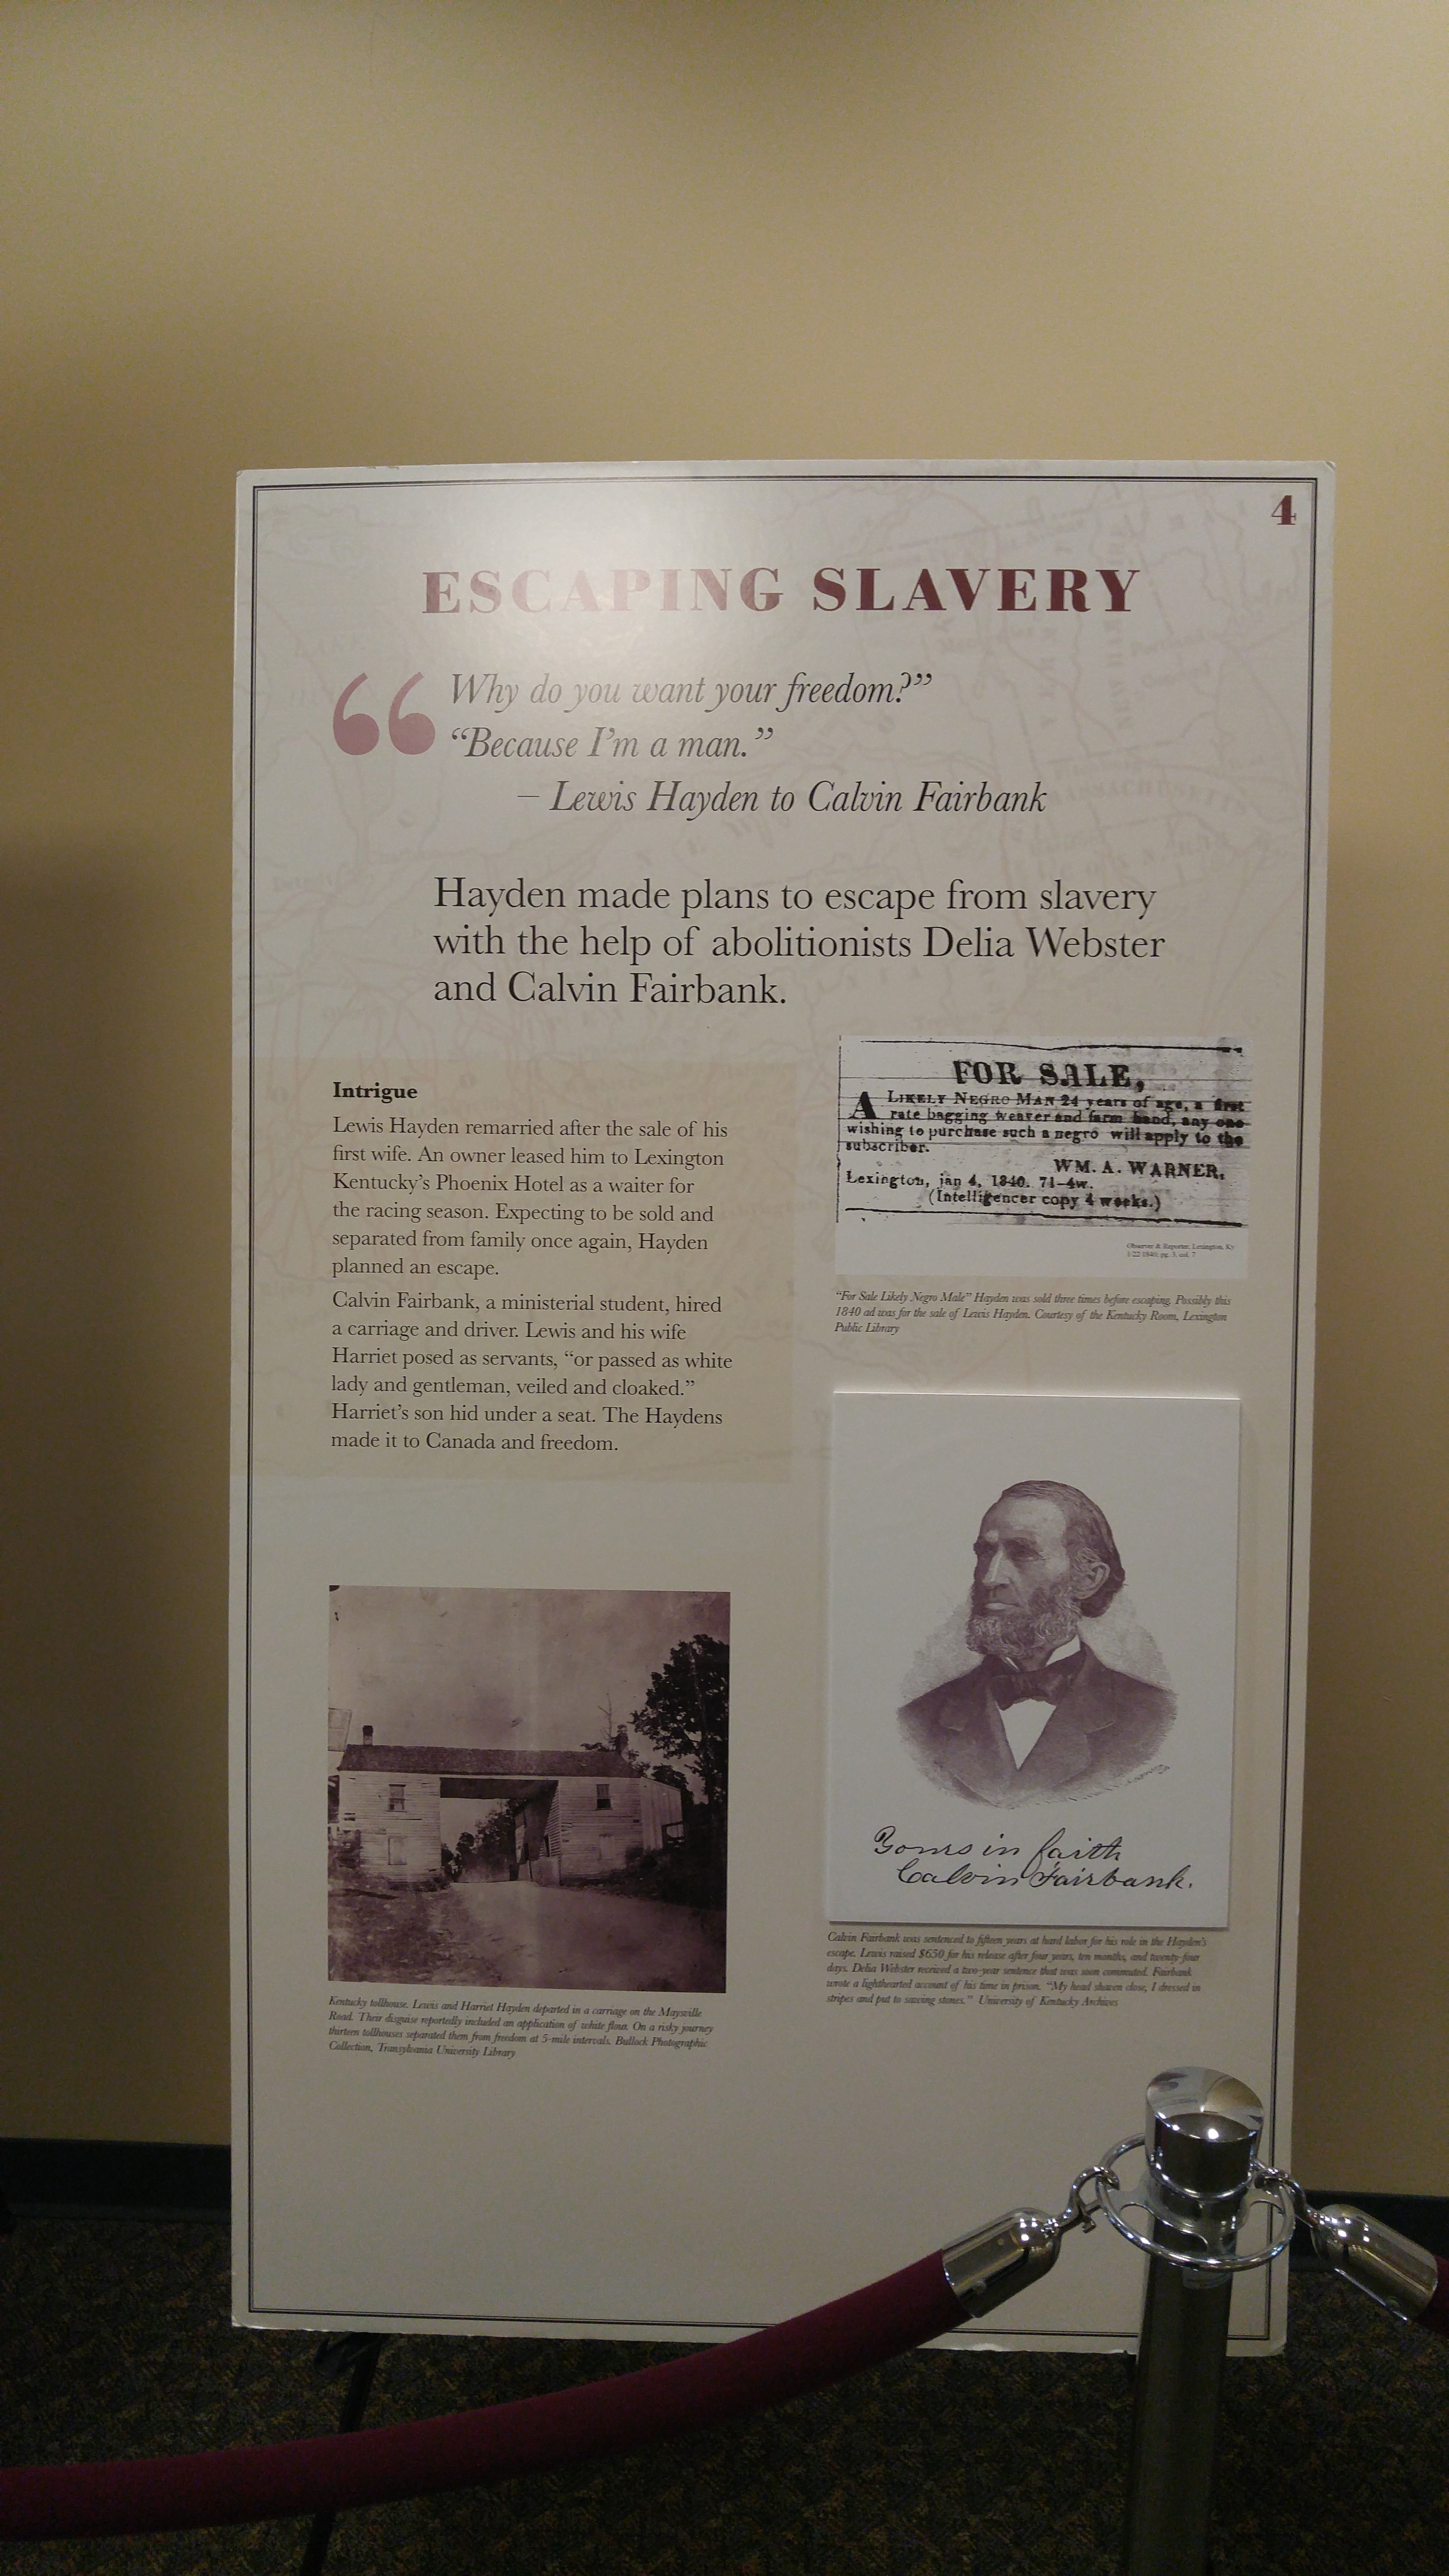 4
ESCAPING SLAVERY
“Why do you want your freedom?”
“Because I’m a man.”
– Lewis Hayden to Calvin Fairbank
Hayden made plans to escape from slavery
with the help of abolitionists Delia Webster
and Calvin Fairbank.
Intrigue
Lewis Hayden remarried after the sale of his
first wife. An owner leased him to Lexington
Kentucky’s Phoenix Hotel as a waiter for
the racing season. Expecting to be sold and
separated from family once again, Hayden
planned an escape.
Calvin Fairbank, a ministerial student, hired
a carriage and driver. Lewis and his wife
Harriet posed as servants, “or passed as white
lady and gentleman, veiled and cloaked.”
Harriet’s son hid under a seat. The Haydens
made it to Canada and freedom.
Kentucky tollhouse. Lewis and Harriet Hayden departed in a carriage on the Maysville
Road. Their disguise reportedly included an application of white flour. On a risky journey
thirteen tollhouses separated them from freedom at 5-mile intervals. Bullock Photographic
Collection, Transylvania University Library
FOR SALE,
A LIKELY NEGRO MAN 24 years of age, a first
rate bagging weaver and farm hand, any one
wishing to purchase such a negro will apply to the
subscriber.
WM. A. WARNER.
Lexington, jan 4, 1840. 71-4w.
(Intelligencer copy 4 weeks.)
Observer & Reporter, Lexington, Ky
1-22-1840; pg. 3, col. 7
“For Sale Likely Negro Male” Hayden was sold three times before escaping. Possibly this
1840 ad was for the sale of Lewis Hayden. Courtesy of the Kentucky Room, Lexington
Public Library
Yours in faith
Calvin Fairbank.
Calvin Fairbank was sentenced to fifteen years at hard labor for his role in the Hayden’s
escape. Lewis raised $650 for his release after four years, ten months, and twenty-four
days. Delia Webster received a two-year sentence that was soon commuted. Fairbank
wrote a lighthearted account of his time in prison. “My head shaven close, I dressed in
stripes and put to sawing stones.” University of Kentucky Archives